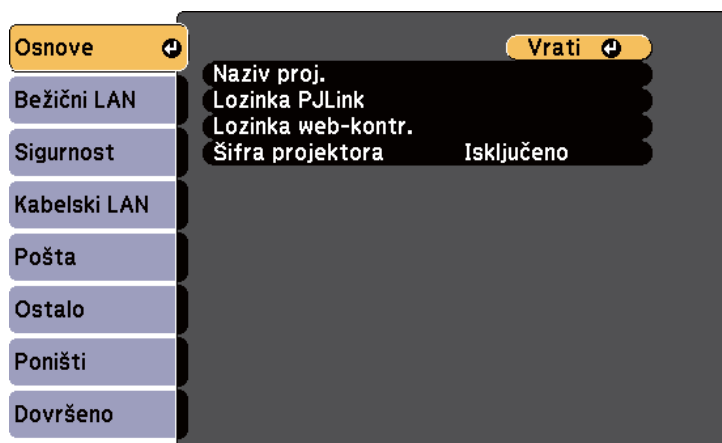 Osnove
Bežični LAN
Sigurnost
Kabelski LAN
Pošta
Ostalo
Poništi
Dovršeno
Vrati
Naziv proj.
Lozinka PJLink
Lozinka web-kontr.
Šifra projektora Isključeno